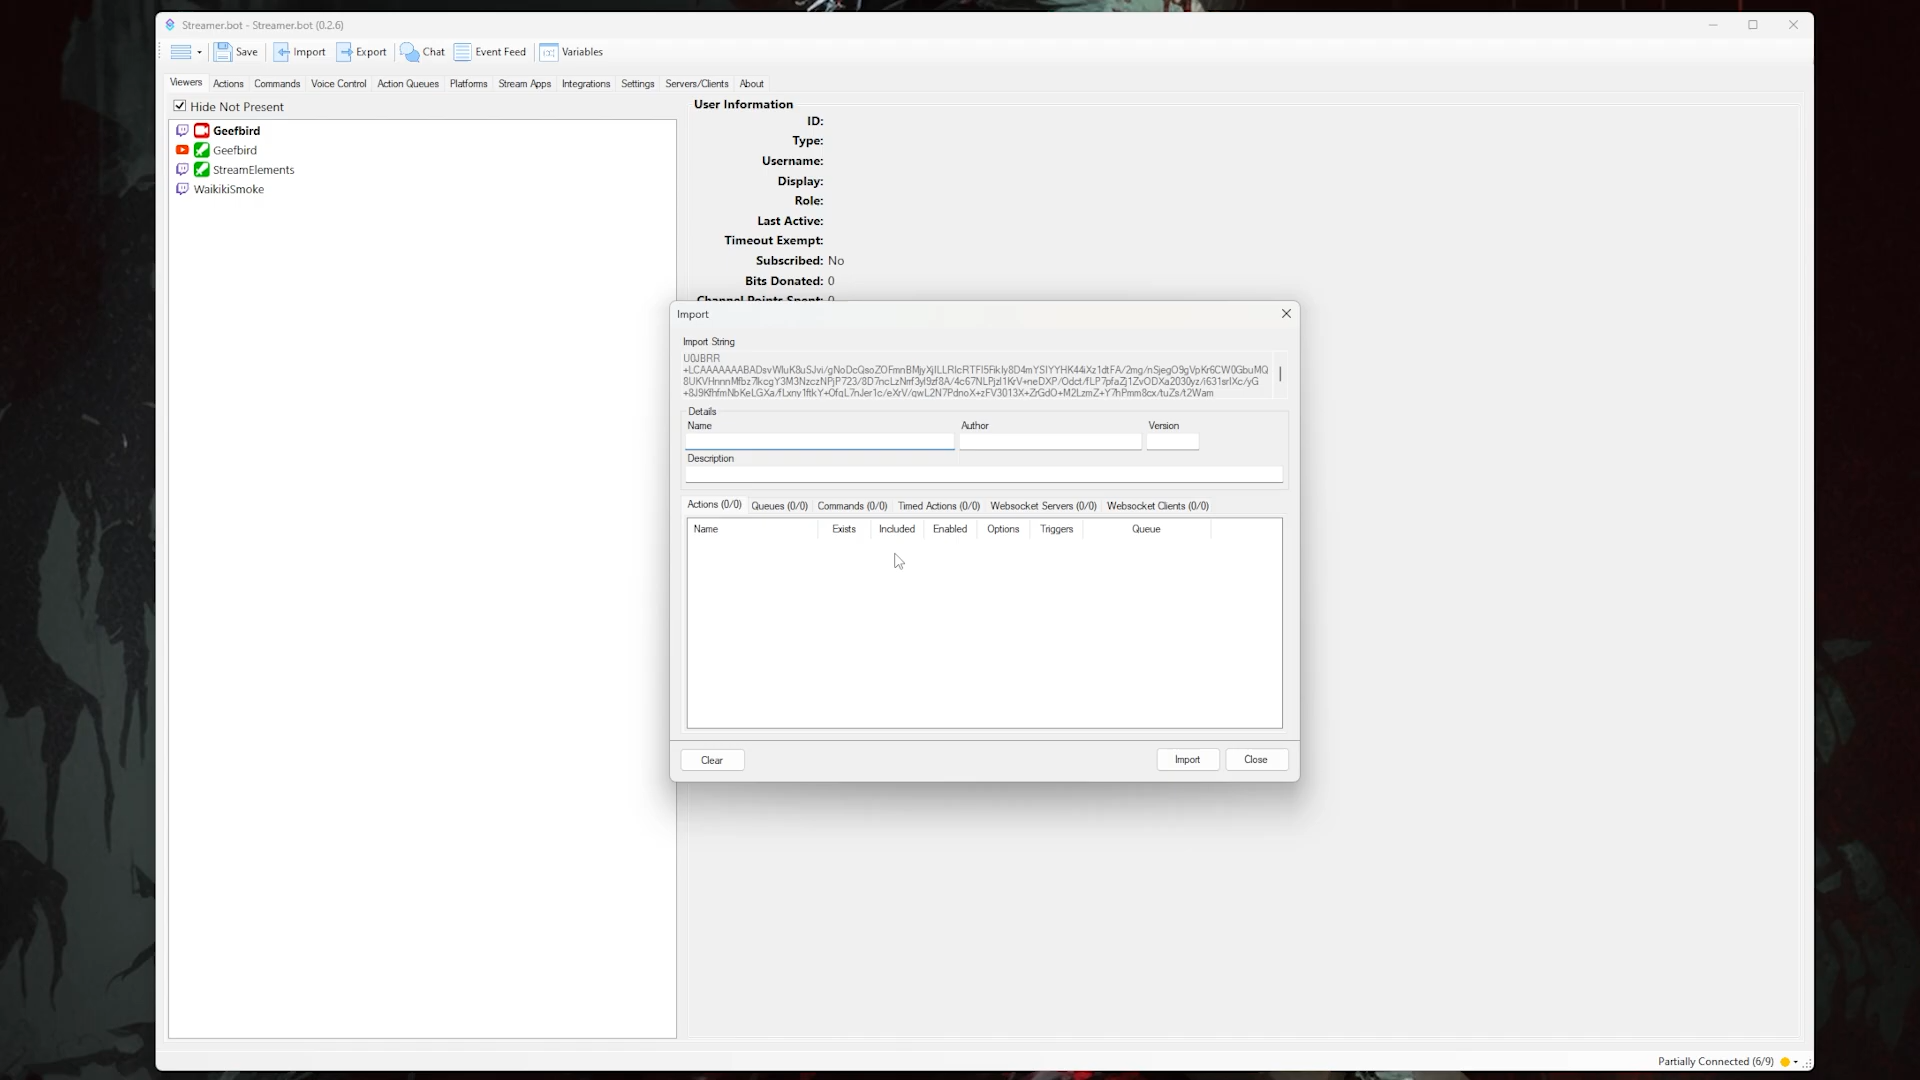 Streamer.bot - Streamer.bot (0.2.6)
Save Import Export Chat Event Feed Variables
Viewers Actions Commands Voice Control Action Queues Platforms Stream Apps Integrations Settings Servers/Clients About
Hide Not Present
Geefbird
Geefbird
StreamElements
WaikikiSmoke
User Information
ID:
Type:
Username:
Display:
Role:
Last Active:
Timeout Exempt:
Subscribed: No
Bits Donated: 0
Channel Points Spent: 0
Import
Import String
U0JBRR
Details
Name Author Version
Description
Actions (0/0) Queues (0/0) Commands (0/0) Timed Actions (0/0) Websocket Servers (0/0) Websocket Clients (0/0)
Name Exists Included Enabled Options Triggers Queue
Clear Import Close
Partially Connected (6/9)